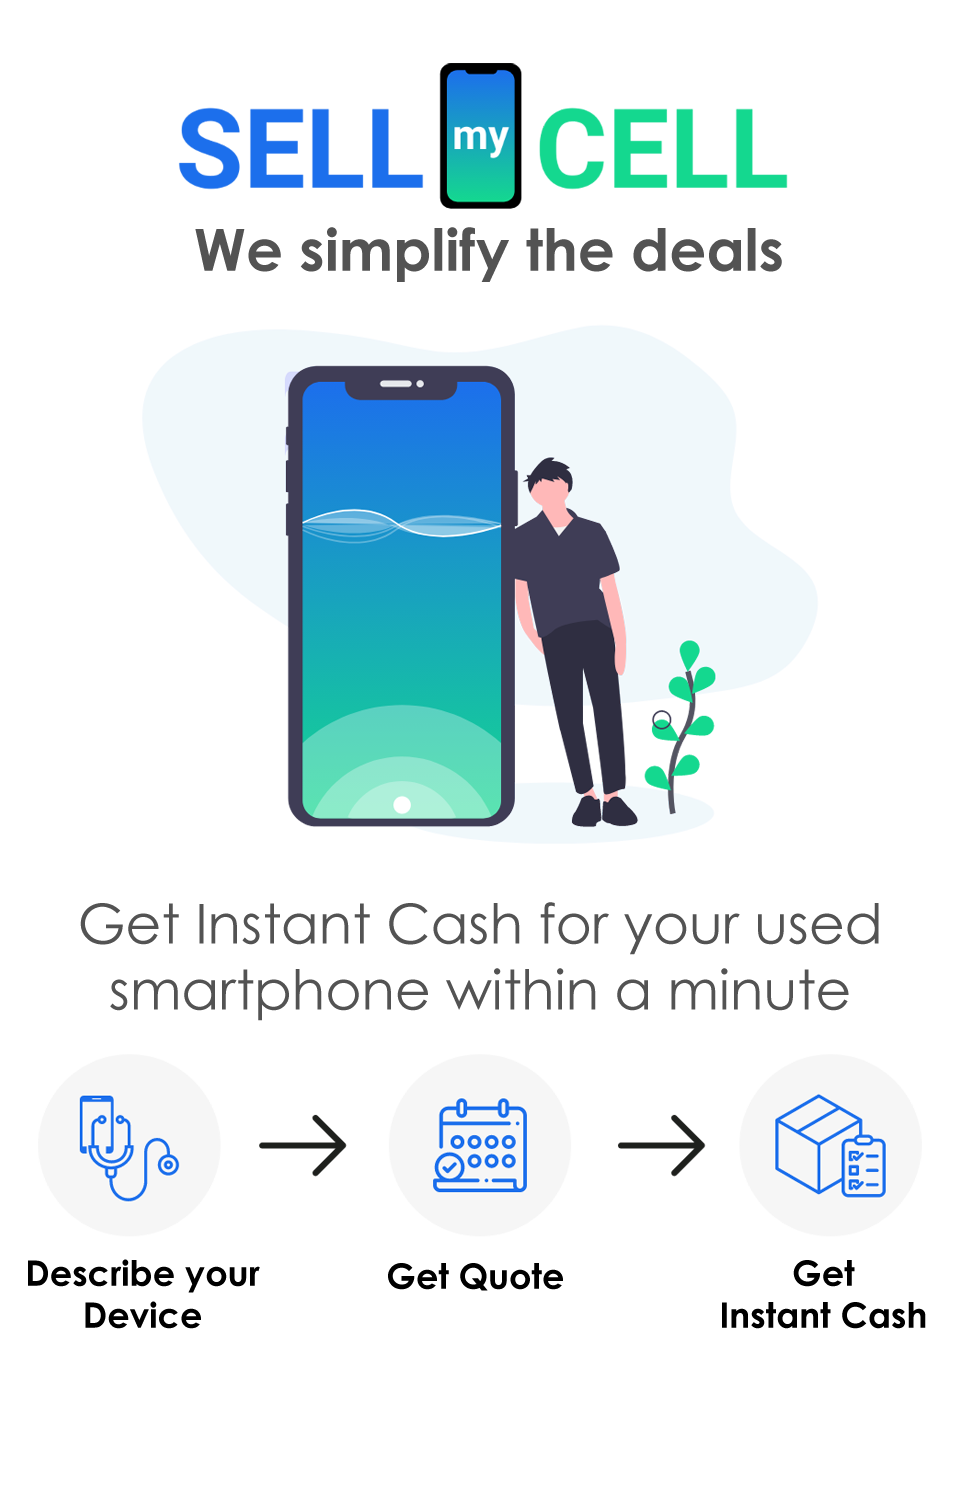 SELL my CELL
We simplify the deals
Get Instant Cash for your used
smartphone within a minute
Describe your
Device
Get Quote
Get
Instant Cash